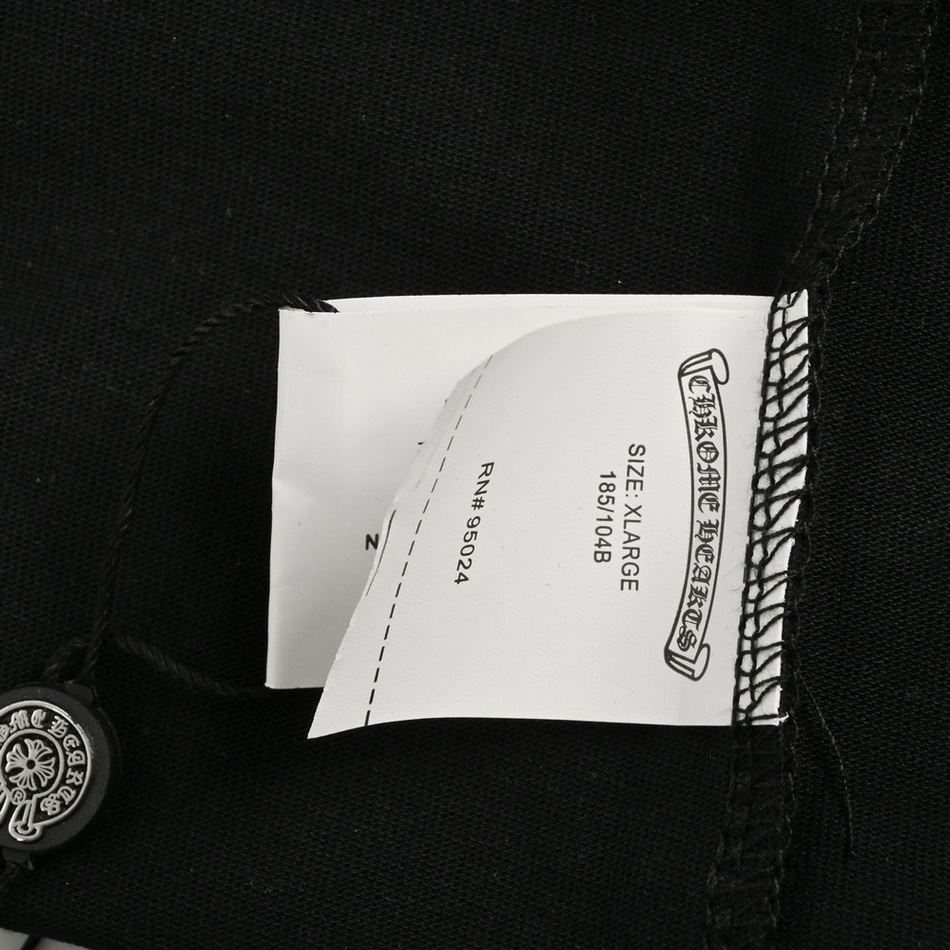 CHROME HEARTS
SIZE: XLARGE
185/104B
RN# 95024
N